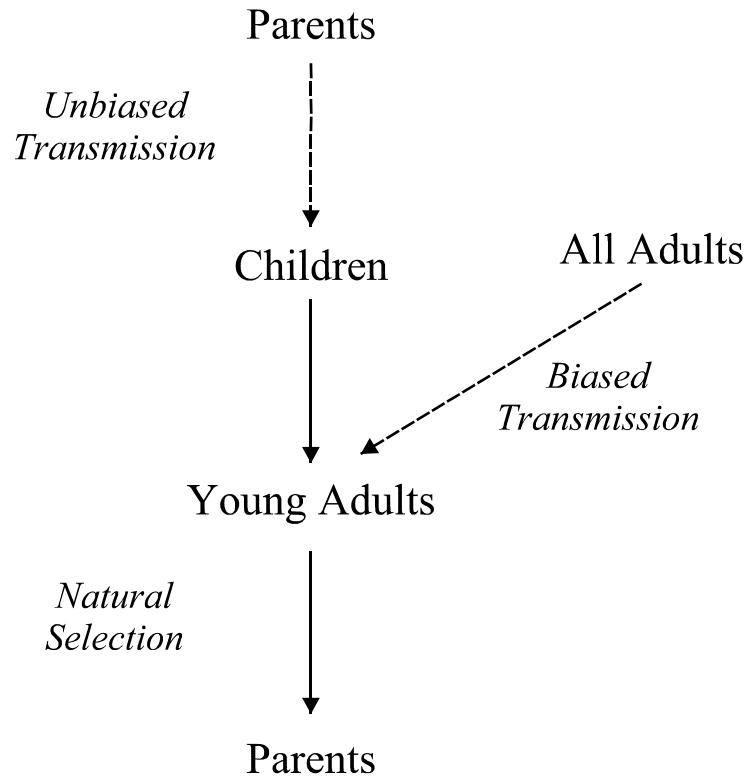 Parents
Unbiased
Transmission
Children
All Adults
Biased
Transmission
Young Adults
Natural
Selection
Parents